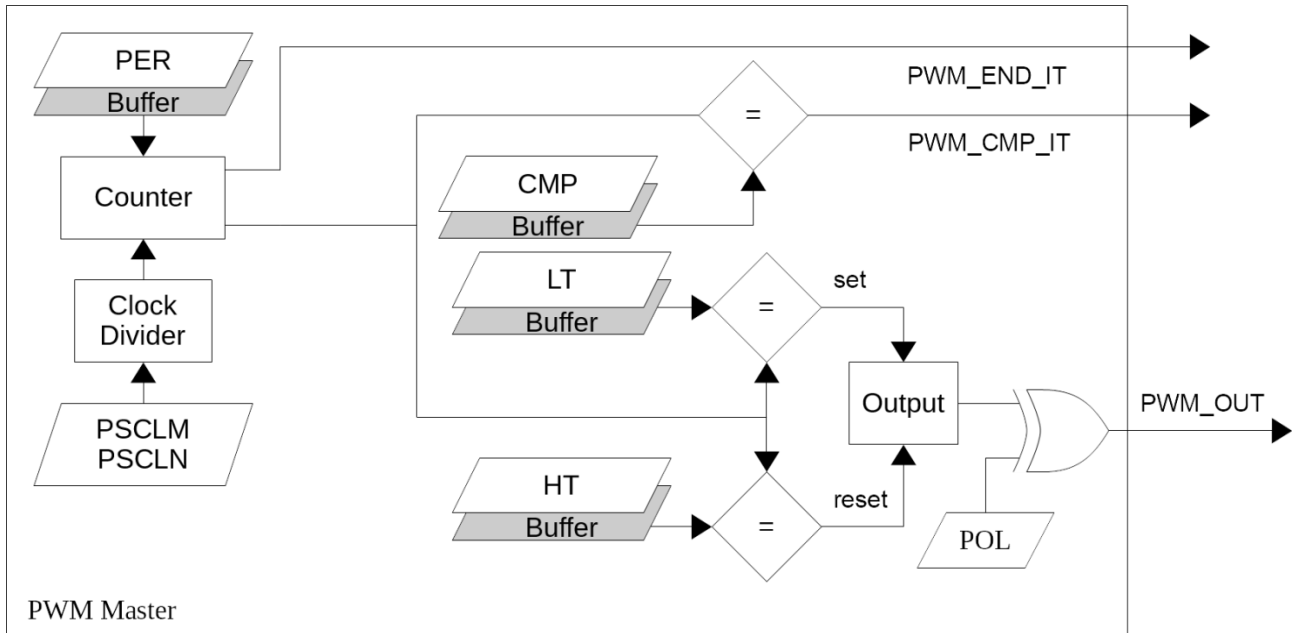 PER
Buffer
Counter
Clock
Divider
PSCLM
PSCLN
PWM_END_IT
=
PWM_CMP_IT
CMP
Buffer
LT
Buffer
=
set
Output
PWM_OUT
HT
Buffer
=
reset
POL
PWM Master